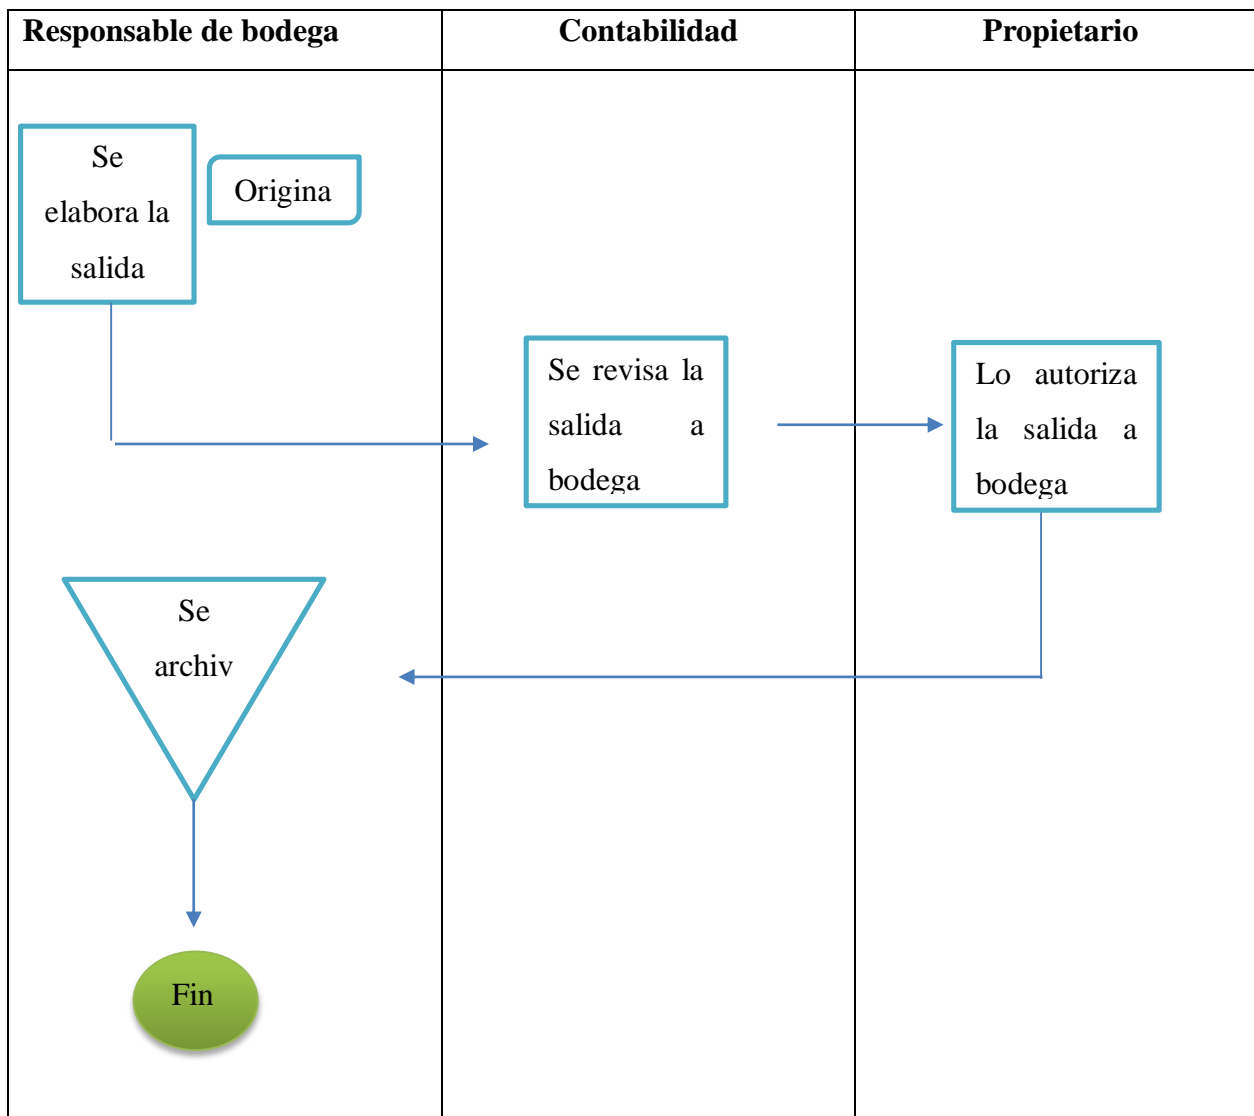 Responsable de bodega
Contabilidad
Propietario
Se
elabora la
salida
Origina
Se revisa la
salida a
bodega
Lo autoriza
la salida a
bodega
Se
archiv
Fin